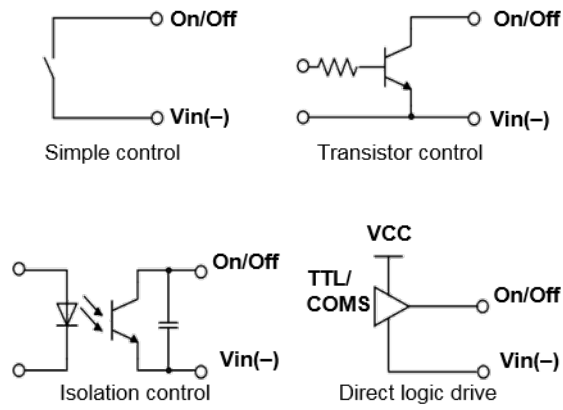 On/Off
Vin(−)
Simple control
On/Off
Vin(−)
Transistor control
On/Off
Vin(−)
Isolation control
VCC
TTL/
COMS
On/Off
Vin(−)
Direct logic drive